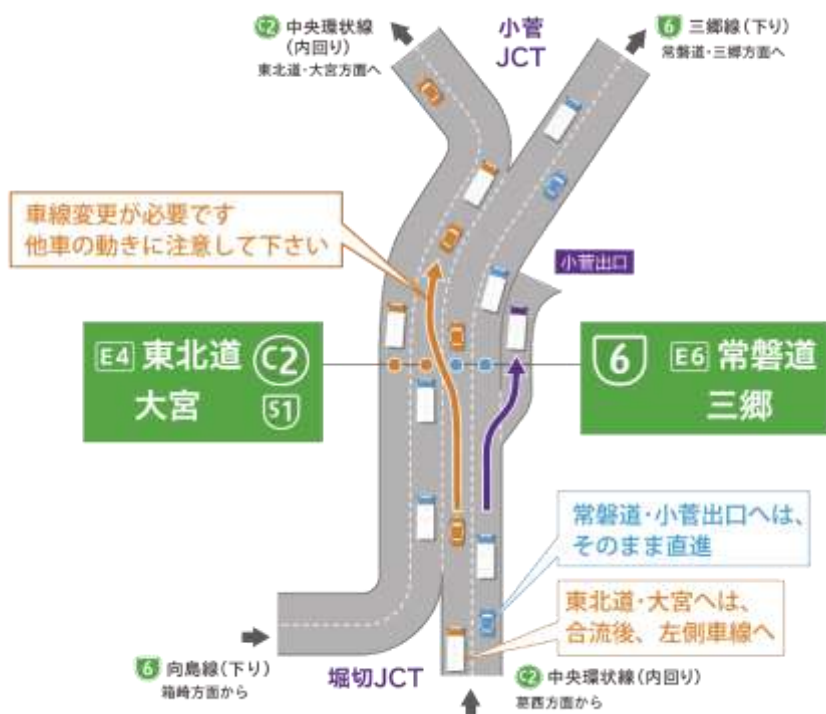 C2 中央環状線
(内回り)
東北道・大宮方面へ
小菅
JCT
6 三郷線(下り)
常磐道・三郷方面へ
車線変更が必要です
他車の動きに注意して下さい
小菅出口
E4 東北道 C2
大宮 S1
6 E6 常磐道
三郷
常磐道・小菅出口へは、
そのまま直進
東北道・大宮へは、
合流後、左側車線へ
6 向島線(下り)
箱崎方面から
堀切JCT
C2 中央環状線(内回り)
葛西方面から